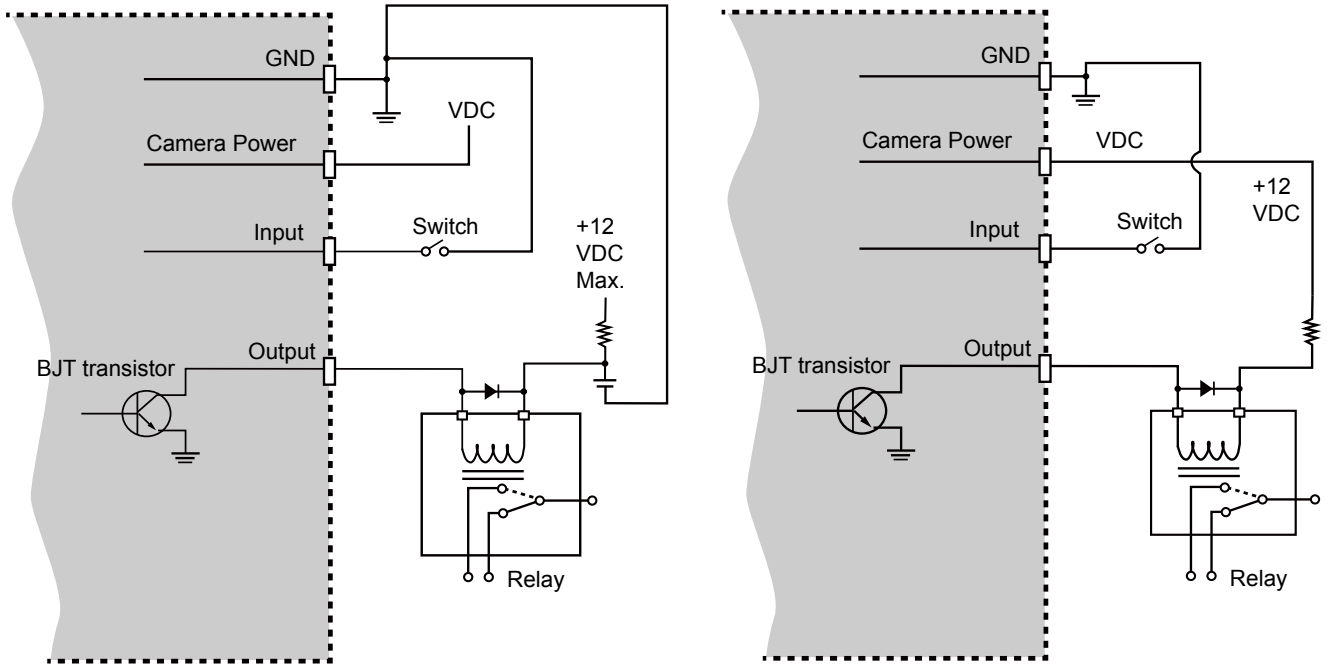 GND
VDC
Camera Power
Input
Switch
+12
VDC
Max.
Output
BJT transistor
Relay
GND
Camera Power
VDC
+12
VDC
Input
Switch
Output
BJT transistor
Relay